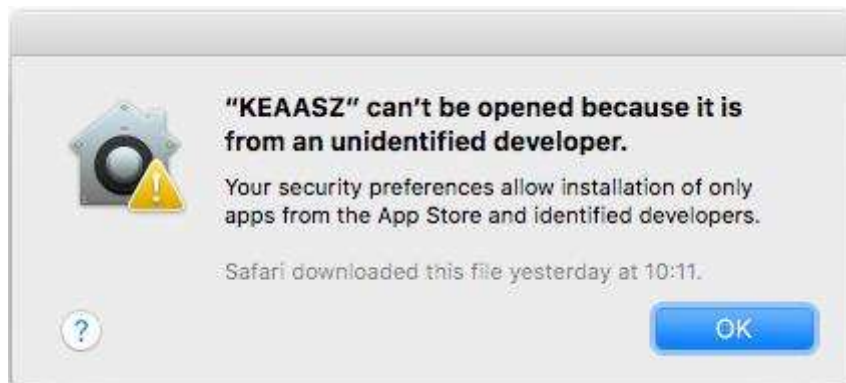 “KEAASZ” can’t be opened because it is
from an unidentified developer.
Your security preferences allow installation of only
apps from the App Store and identified developers.
Safari downloaded this file yesterday at 10:11.
?
OK